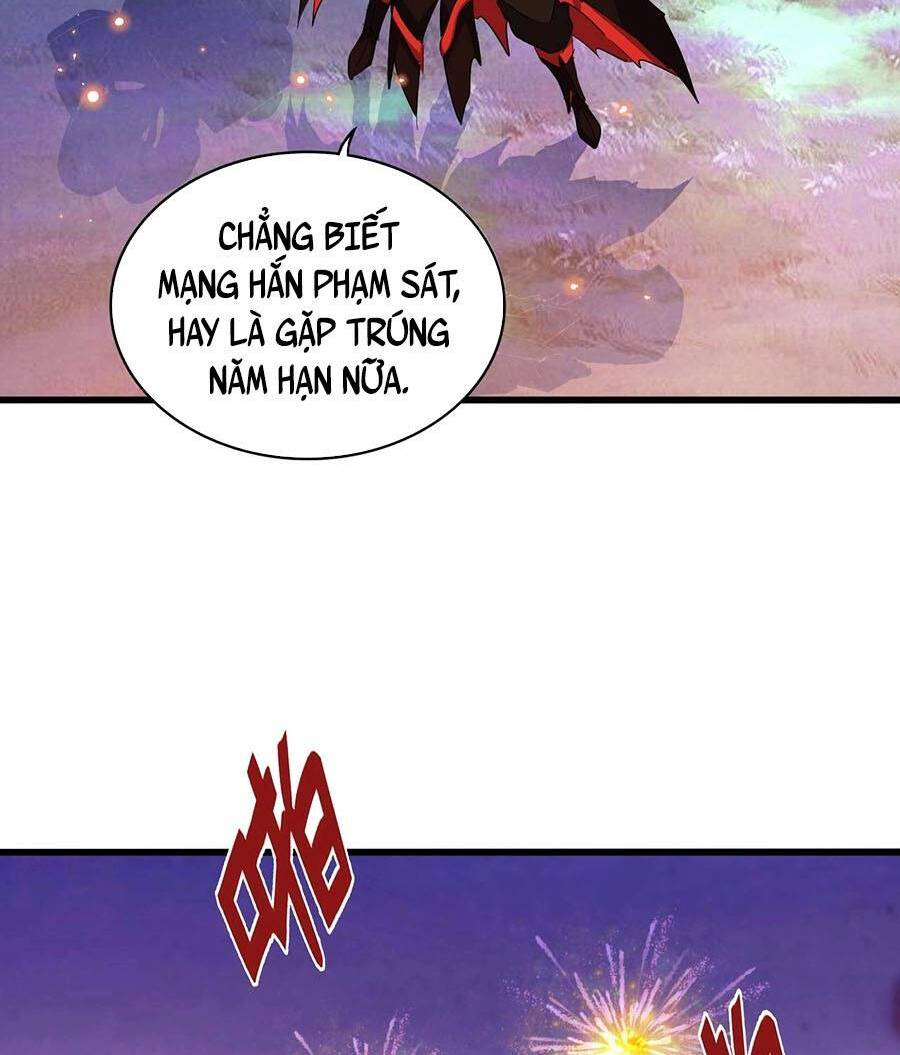 CHẲNG BIẾT
MẠNG HẮN PHẠM SÁT,
HAY LÀ GẶP TRÚNG
NĂM HẠN NỮA.